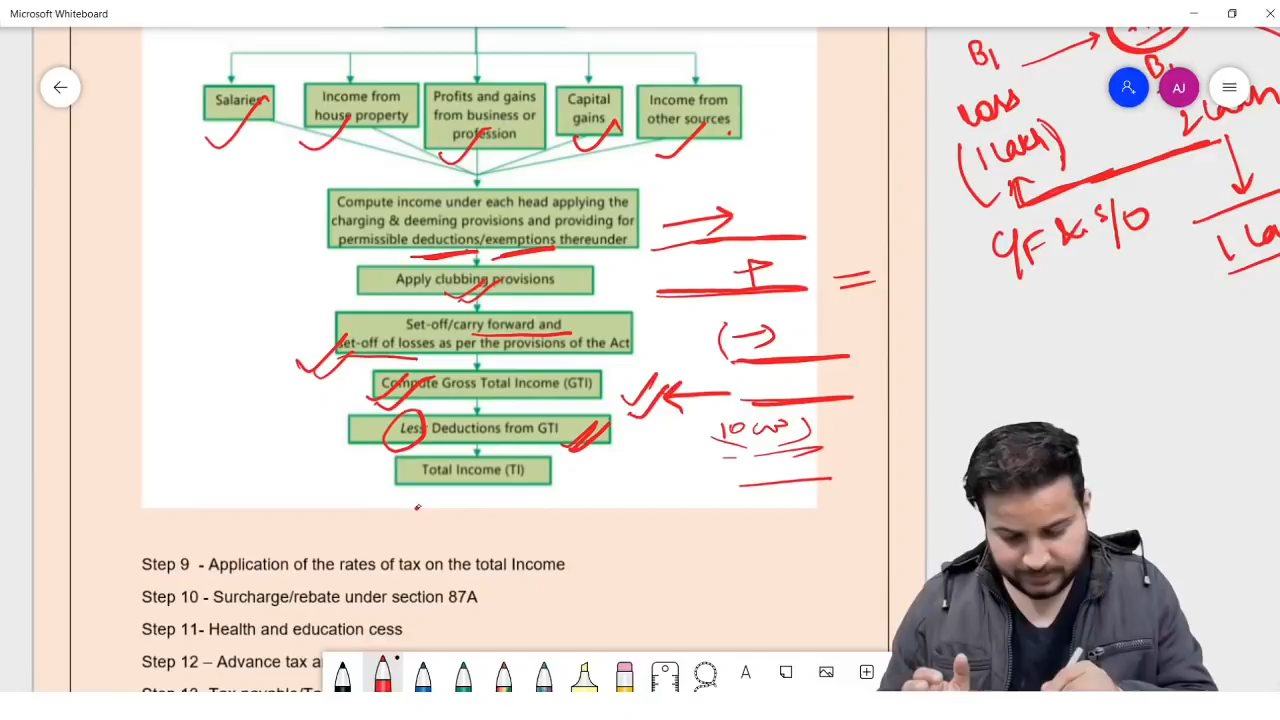 Microsoft Whiteboard
Salaries
Income from
house property
Profits and gains
from business or
profession
Capital
gains
Income from
other sources
Compute income under each head applying the
charging & deeming provisions and providing for
permissible deductions/exemptions thereunder
Apply clubbing provisions
Set-off/carry forward and
set-off of losses as per the provisions of the Act
Compute Gross Total Income (GTI)
Less Deductions from GTI
Total Income (TI)
B1
B
Loss
(1 Lakh)
CF & S/O
+
=
(-)
AJ
Step 9 - Application of the rates of tax on the total Income
Step 10 - Surcharge/rebate under section 87A
Step 11- Health and education cess
Step 12 – Advance tax
A